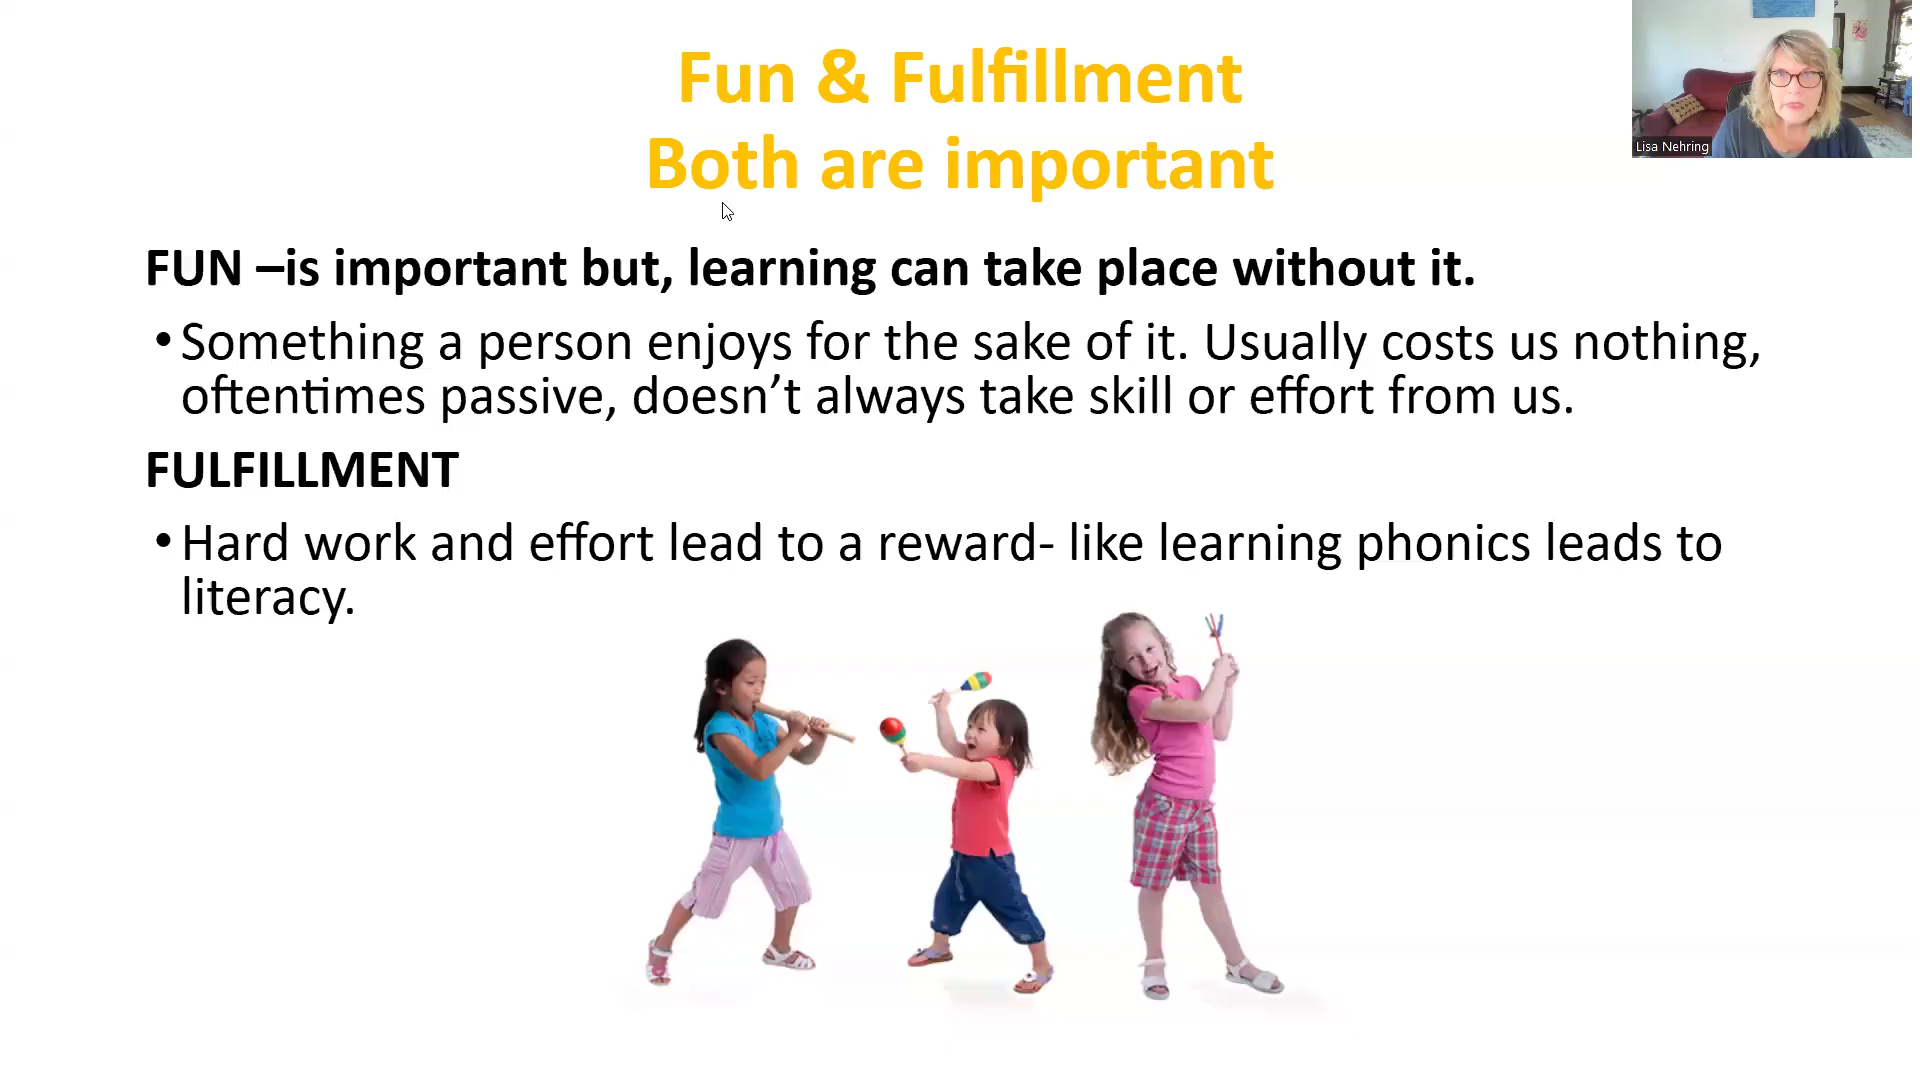 Fun & Fulfillment
Both are important
Lisa Nehring
FUN –is important but, learning can take place without it.
• Something a person enjoys for the sake of it. Usually costs us nothing,
oftentimes passive, doesn’t always take skill or effort from us.
FULFILLMENT
• Hard work and effort lead to a reward- like learning phonics leads to
literacy.